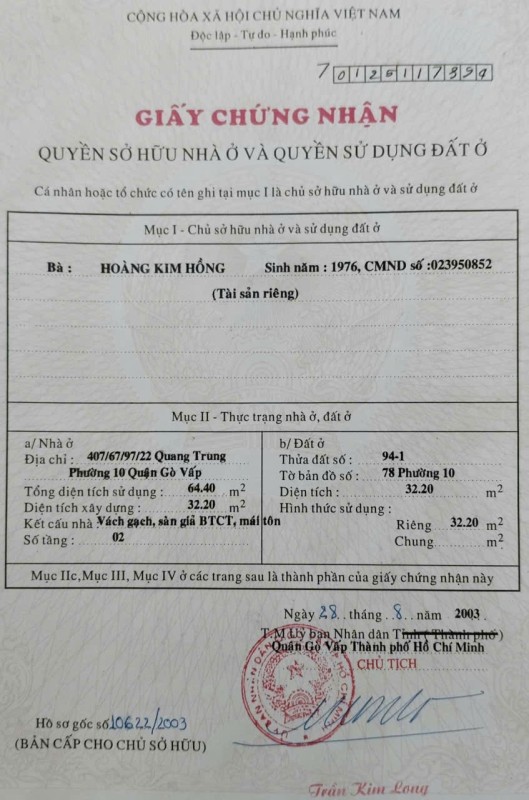 CỘNG HÒA XÃ HỘI CHỦ NGHĨA VIỆT NAM
Độc lập - Tự do - Hạnh phúc
7 0125117894
GIẤY CHỨNG NHẬN
QUYỀN SỞ HỮU NHÀ Ở VÀ QUYỀN SỬ DỤNG ĐẤT Ở
Cá nhân hoặc tổ chức có tên ghi tại mục I là chủ sở hữu nhà ở và sử dụng đất ở
Mục I - Chủ sở hữu nhà ở và sử dụng đất ở
Bà : HOÀNG KIM HỒNG Sinh năm : 1976, CMND số :023950852
(Tài sản riêng)
Mục II - Thực trạng nhà ở, đất ở
a/ Nhà ở
Địa chỉ : 407/67/97/22 Quang Trung
Phường 10 Quận Gò Vấp
Tổng diện tích sử dụng : 64.40 m2
Diện tích xây dựng : 32.20 m2
Kết cấu nhà : Vách gạch, sàn giả BTCT, mái tôn
Số tầng : 02
b/ Đất ở
Thửa đất số : 94-1
Tờ bản đồ số : 78 Phường 10
Diện tích : 32.20 m2
Hình thức sử dụng :
Riêng 32.20 m2
Chung m2
Mục IIc,Mục III, Mục IV ở các trang sau là thành phần của giấy chứng nhận này
Ngày 28 tháng 8 năm 2003
T.M Uỷ ban Nhân dân Tỉnh ( Thành phố )
Quận Gò Vấp Thành phố Hồ Chí Minh
CHỦ TỊCH
Hồ sơ gốc số 10622/2003
(BẢN CẤP CHO CHỦ SỞ HỮU)
Trần Kim Long